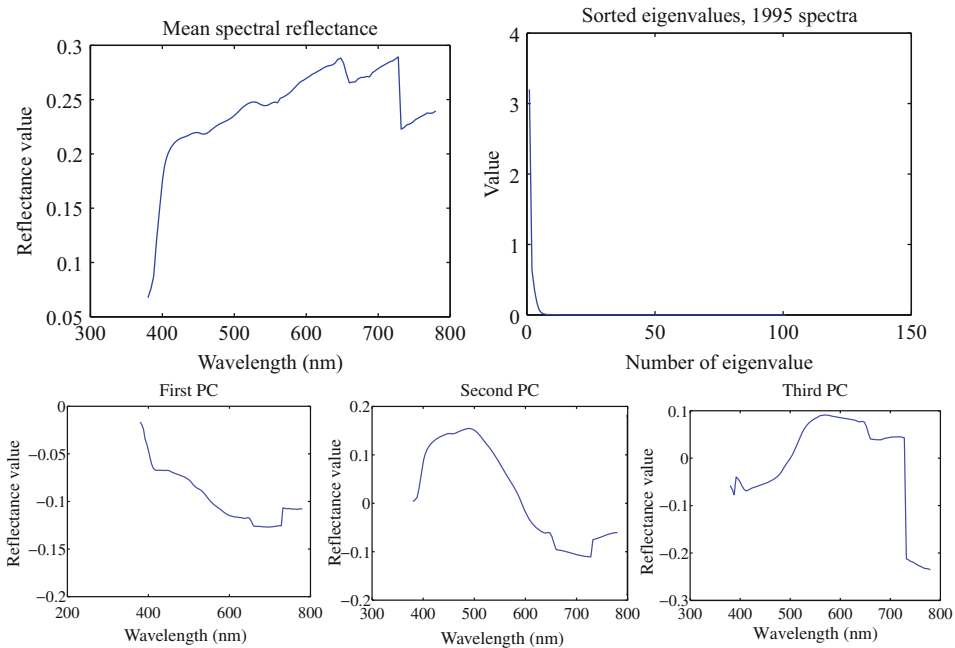 Mean spectral reflectance
0.3
0.25
0.2
0.15
0.1
0.05
Reflectance value
300 400 500 600 700 800
Wavelength (nm)
Sorted eigenvalues, 1995 spectra
4
3
2
1
0
Value
0 50 100 150
Number of eigenvalue
First PC
0
−0.05
−0.1
−0.15
−0.2
Reflectance value
200 400 600 800
Wavelength (nm)
Second PC
0.2
0.1
0
−0.1
−0.2
Reflectance value
300 400 500 600 700 800
Wavelength (nm)
Third PC
0.1
0
−0.1
−0.2
−0.3
Reflectance value
300 400 500 600 700 800
Wavelength (nm)